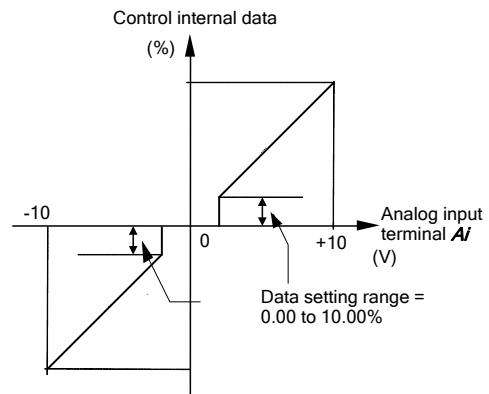 Control internal data
(%)
-10
0
+10
Analog input
terminal Ai
(V)
Data setting range =
0.00 to 10.00%